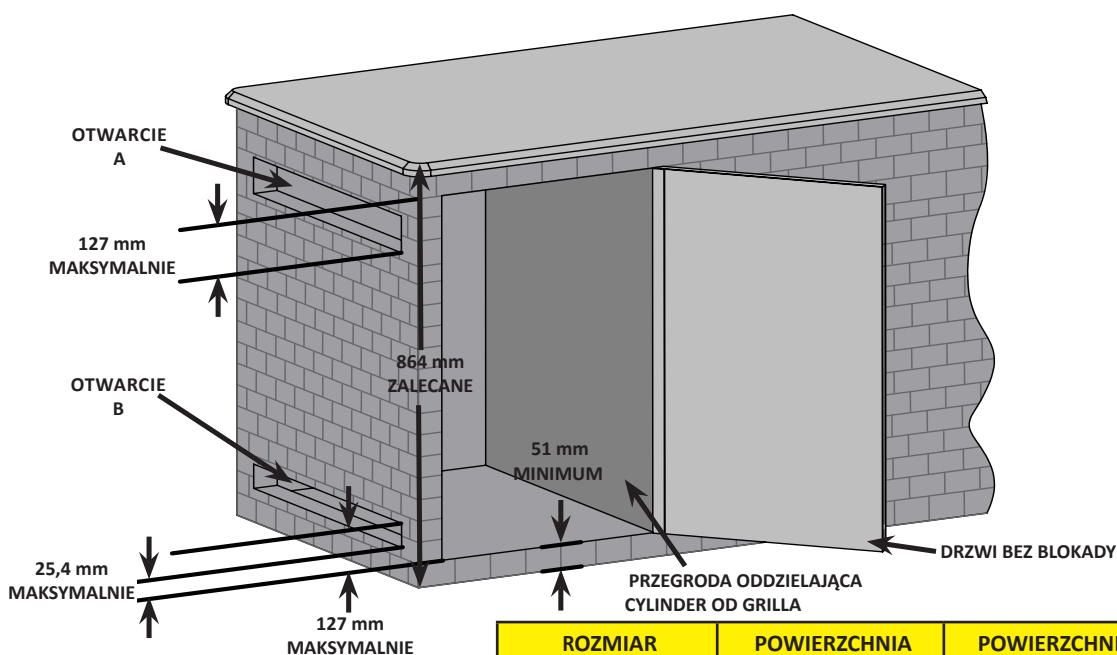 OTWARCIE
A
127 mm
MAKSYMALNIE
864 mm
ZALECANE
OTWARCIE
B
51 mm
MINIMUM
25,4 mm
MAKSYMALNIE
127 mm
MAKSYMALNIE
DRZWI BEZ BLOKADY
PRZEGRODA ODDZIELAJĄCA
CYLINDER OD GRILLA
ROZMIAR
POWIERZCHNIA